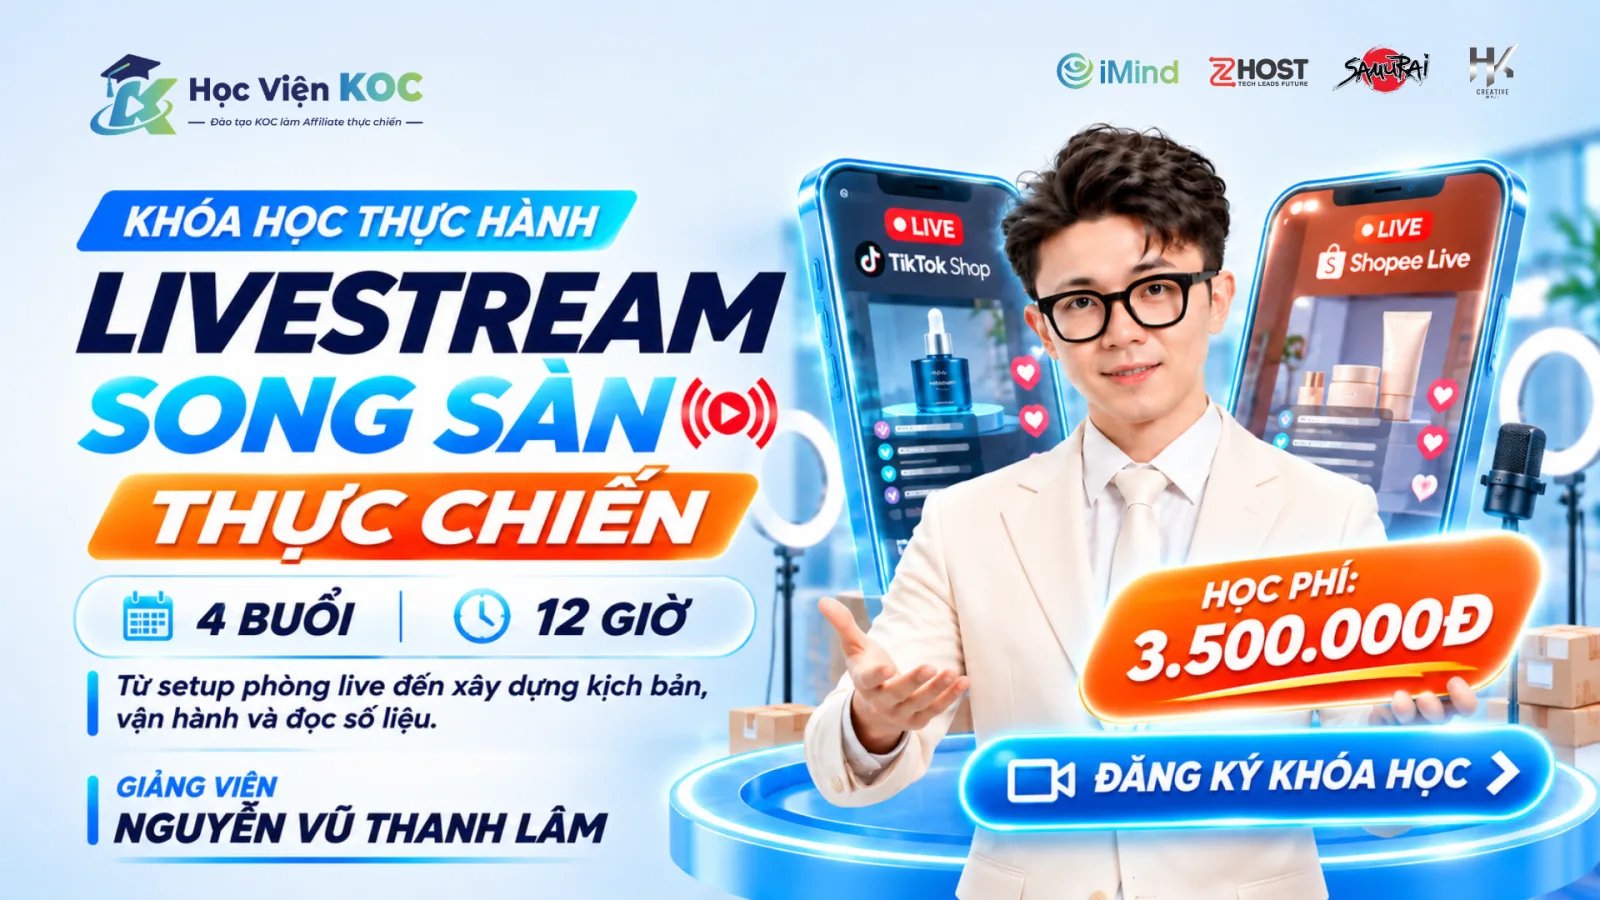 Học Viện KOC
Đào tạo KOC làm Affiliate thực chiến
iMind
ZHOST
TECH LEADS FUTURE
SAMURAI
HK
CREATIVE
KHÓA HỌC THỰC HÀNH
LIVESTREAM
SONG SÀN
THỰC CHIẾN
4 BUỔI
12 GIỜ
Từ setup phòng live đến xây dựng kịch bản,
vận hành và đọc số liệu.
GIẢNG VIÊN
NGUYỄN VŨ THANH LÂM
LIVE
TikTok Shop
LIVE
Shopee Live
HỌC PHÍ:
3.500.000Đ
ĐĂNG KÝ KHÓA HỌC